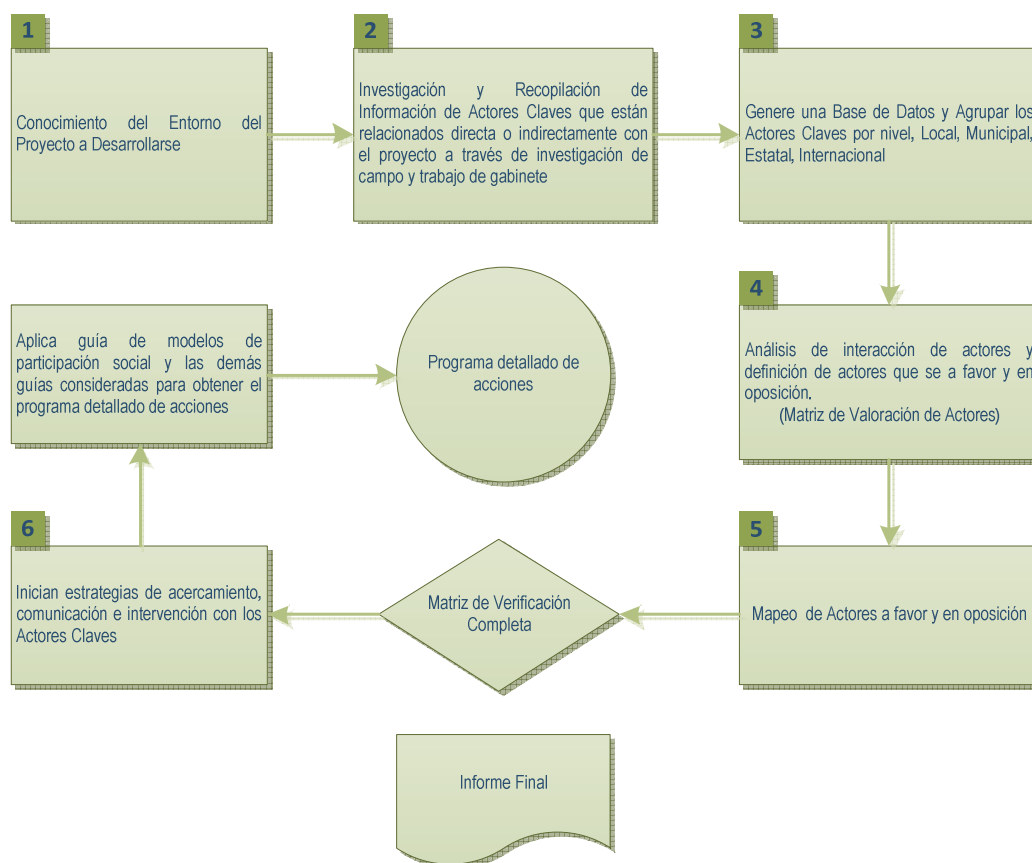 1
Conocimiento del Entorno del
Proyecto a Desarrollarse
2
Investigación y Recopilación de
Información de Actores Claves que están
relacionados directa o indirectamente con
el proyecto a través de investigación de
campo y trabajo de gabinete
3
Genere una Base de Datos y Agrupar los
Actores Claves por nivel, Local, Municipal,
Estatal, Internacional
4
Análisis de interacción de actores y
definición de actores que se a favor y en
oposición.
(Matriz de Valoración de Actores)
5
Mapeo de Actores a favor y en oposición
Matriz de Verificación
Completa
6
Inician estrategias de acercamiento,
comunicación e intervención con los
Actores Claves
Aplica guía de modelos de
participación social y las demás
guías consideradas para obtener el
programa detallado de acciones
Programa detallado de
acciones
Informe Final